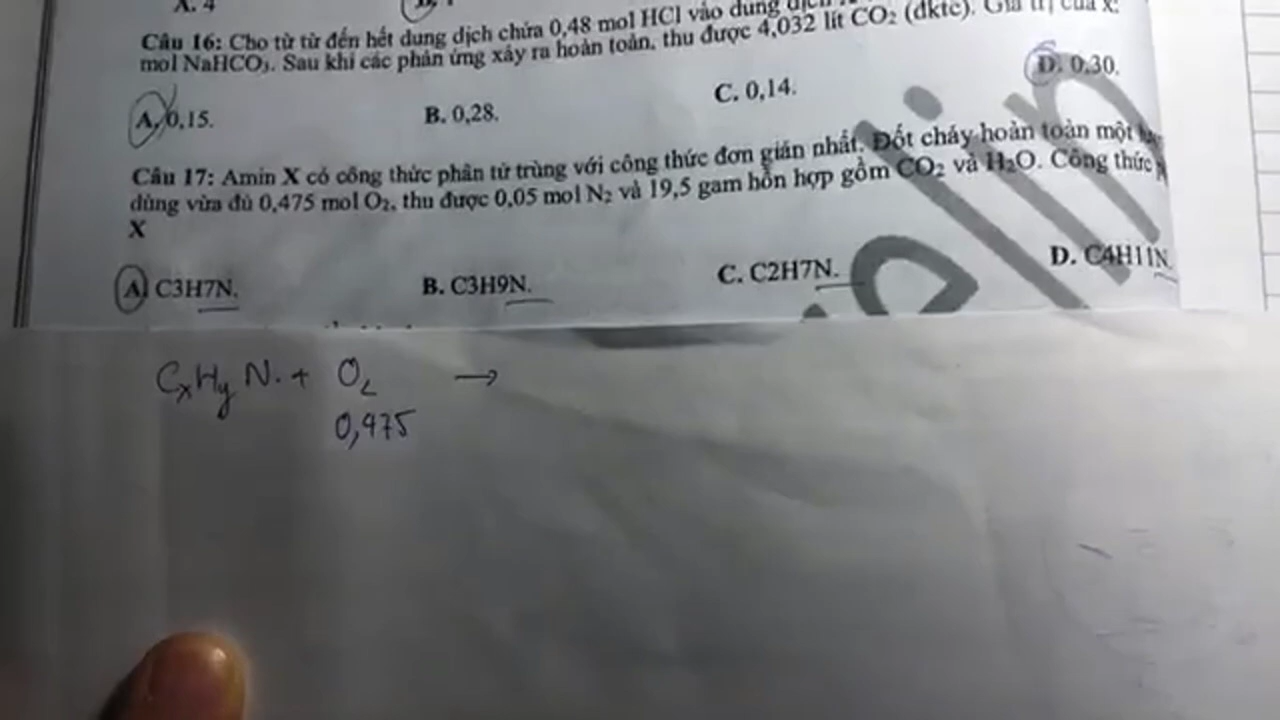 A. 4
Câu 16: Cho từ từ đến hết dung dịch chứa 0,48 mol HCl vào dung dịch
mol NaHCO₃. Sau khi các phản ứng xảy ra hoàn toàn, thu được 4,032 lít CO₂ (đktc). Giá trị của x:
A. 0,15. B. 0,28. C. 0,14. D. 0,30.
Câu 17: Amin X có công thức phân tử trùng với công thức đơn giản nhất. Đốt cháy hoàn toàn một
dùng vừa đủ 0,475 mol O₂, thu được 0,05 mol N₂ và 19,5 gam hỗn hợp gồm CO₂ và H₂O. Công thức
X
A. C3H7N. B. C3H9N. C. C2H7N. D. C4H11N.
CxHyN + O₂ →
0,475